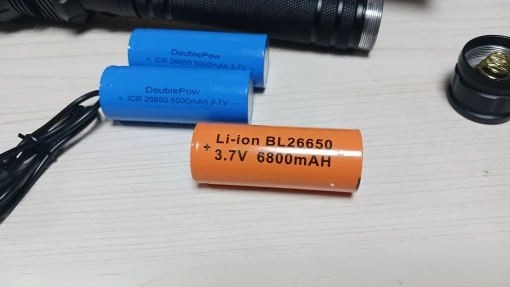 DoublePow
+ ICR 26650 5000mAh 3.7V -
DoublePow
+ ICR 26650 5000mAh 3.7V -
Li-ion BL26650
+ 3.7V 6800mAH